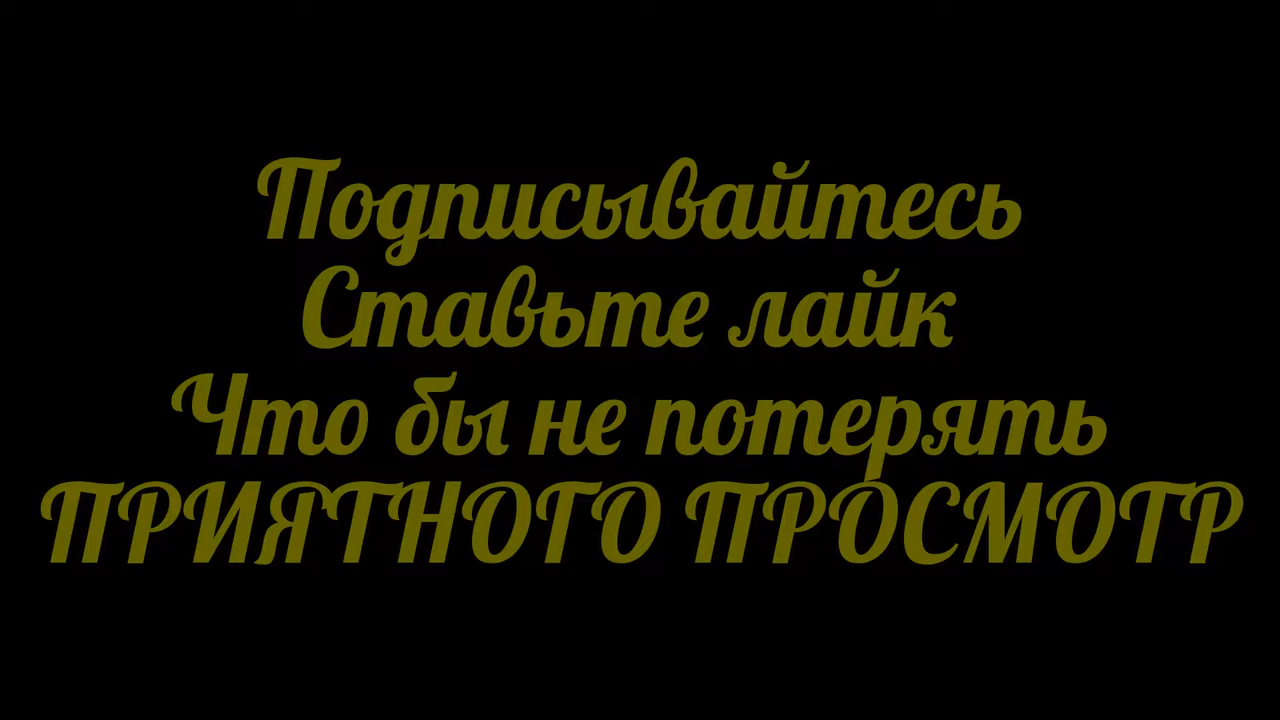 Подписывайтесь
Ставьте лайк
Что бы не потерять
ПРИЯТНОГО ПРОСМОТР